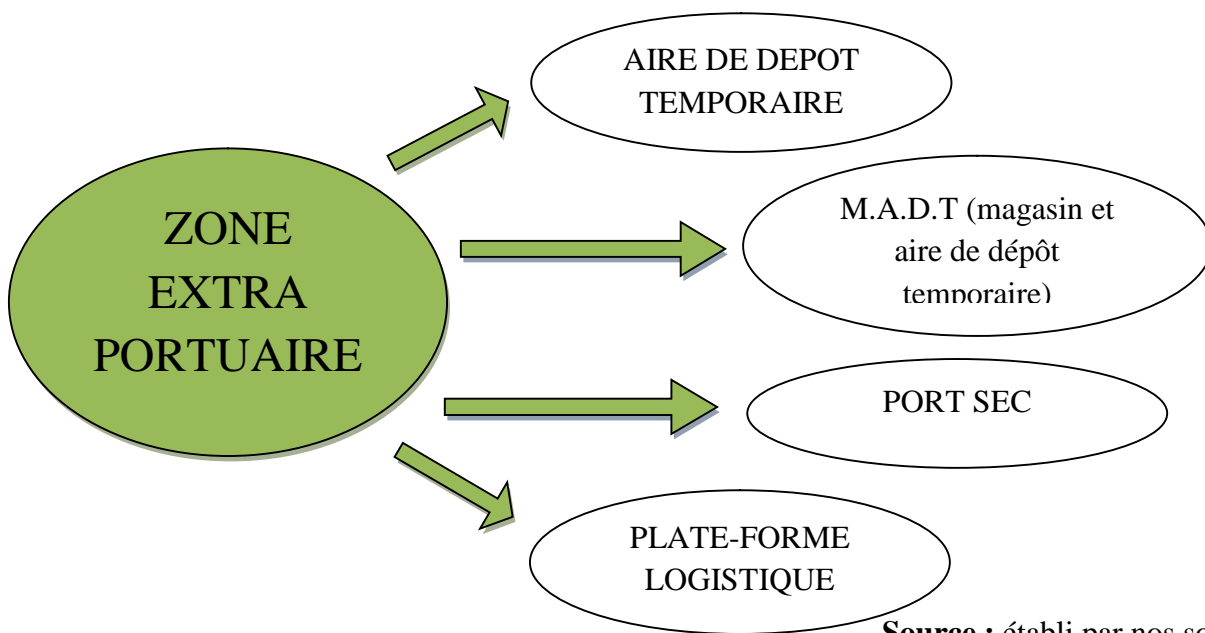 AIRE DE DEPOT
TEMPORAIRE
ZONE
EXTRA
PORTUAIRE
M.A.D.T (magasin et
aire de dépôt
temporaire)
PORT SEC
PLATE-FORME
LOGISTIQUE
Source : établi par nos